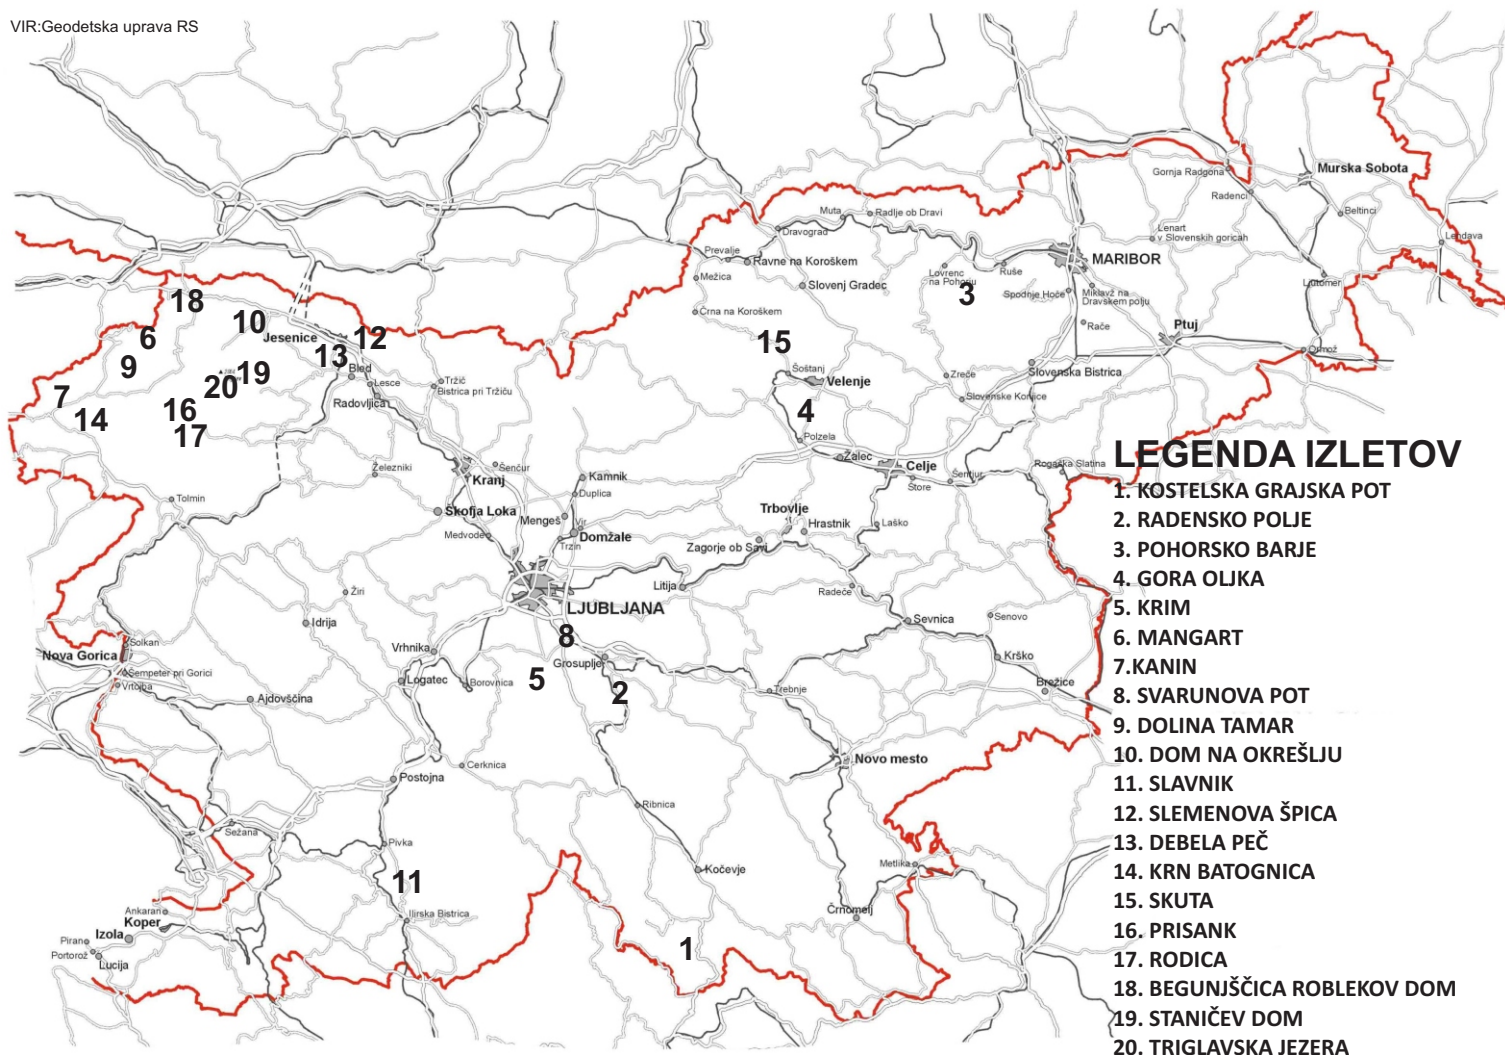 VIR:Geodetska uprava RS
Murska Sobota
Gornja Radgona
Radenci
Beltinci
Muta
Radlje ob Dravi
Dravograd
Lenart
v Slovenskih goricah
Lendava
Prevalje
Ravne na Koroškem
MARIBOR
Mežica
Lovrenc
na Pohorju
Ruše
Slovenj Gradec
Spodnje Hoče
Miklavž na
Dravskem polju
Ljutomer
3
18
Črna na Koroškem
10
Rače
Ptuj
6
Jesenice
12
15
Ormož
13
9
Bled
19
20
Lesce
Tržič
Bistrica pri Tržiču
Šoštanj
Velenje
Zreče
Slovenska Bistrica
7
Radovljica
Slovenske Konjice
14
16
17
4
Polzela
Železniki
Šenčur
Kranj
Kamnik
Žalec
Celje
Šentjur
Rogaška Slatina
LEGENDA IZLETOV
Duplica
Štore
1. KOSTELSKA GRAJSKA POT
Tolmin
Škofja Loka
Mengeš
Vir
Trbovlje
Hrastnik
Laško
2. RADENSKO POLJE
Medvode
Domžale
Trzin
Zagorje ob Savi
3. POHORSKO BARJE
4. GORA OLJKA
Žiri
Litija
Radeče
LJUBLJANA
5. KRIM
Idrija
Senovo
Sevnica
6. MANGART
8
Solkan
Nova Gorica
Vrhnika
Grosuplje
Krško
7.KANIN
Šempeter pri Gorici
Vrtojba
Logatec
Borovnica
5
2
Trebnje
Brežice
8. SVARUNOVA POT
Ajdovščina
9. DOLINA TAMAR
10. DOM NA OKREŠLJU
Cerknica
Novo mesto
Postojna
11. SLAVNIK
Ribnica
12. SLEMENOVA ŠPICA
Sežana
Pivka
13. DEBELA PEČ
Kočevje
Metlika
14. KRN BATOGNICA
11
15. SKUTA
Ankaran
Koper
Ilirska Bistrica
Črnomelj
16. PRISANK
Izola
Piran
Portorož
Lucija
1
17. RODICA
18. BEGUNJŠČICA ROBLEKOV DOM
19. STANIČEV DOM
20. TRIGLAVSKA JEZERA